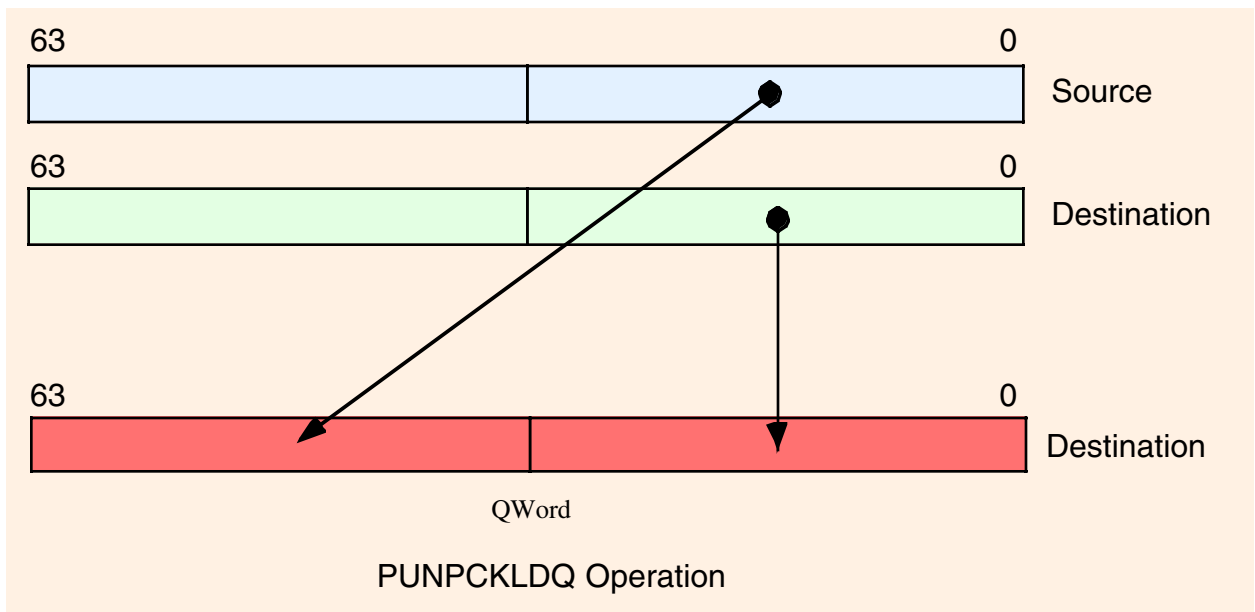 63 0
Source
63 0
Destination
63 0
Destination
QWord
PUNPCKLDQ Operation